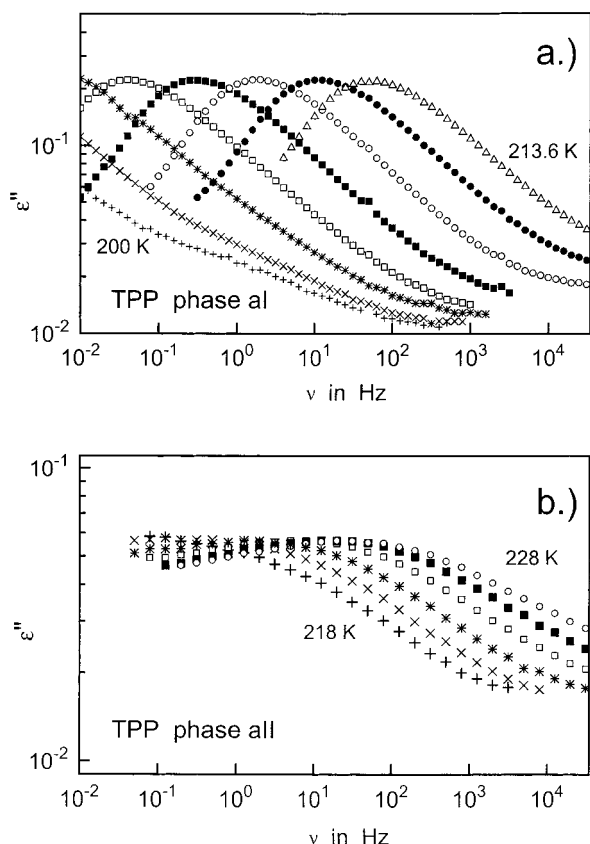 a.)
10^-1
213.6 K
ε''
200 K
TPP phase aI
10^-2
10^-2 10^-1 10^0 10^1 10^2 10^3 10^4
ν in Hz
10^-1
b.)
228 K
ε''
218 K
TPP phase aII
10^-2
10^-2 10^-1 10^0 10^1 10^2 10^3 10^4
ν in Hz